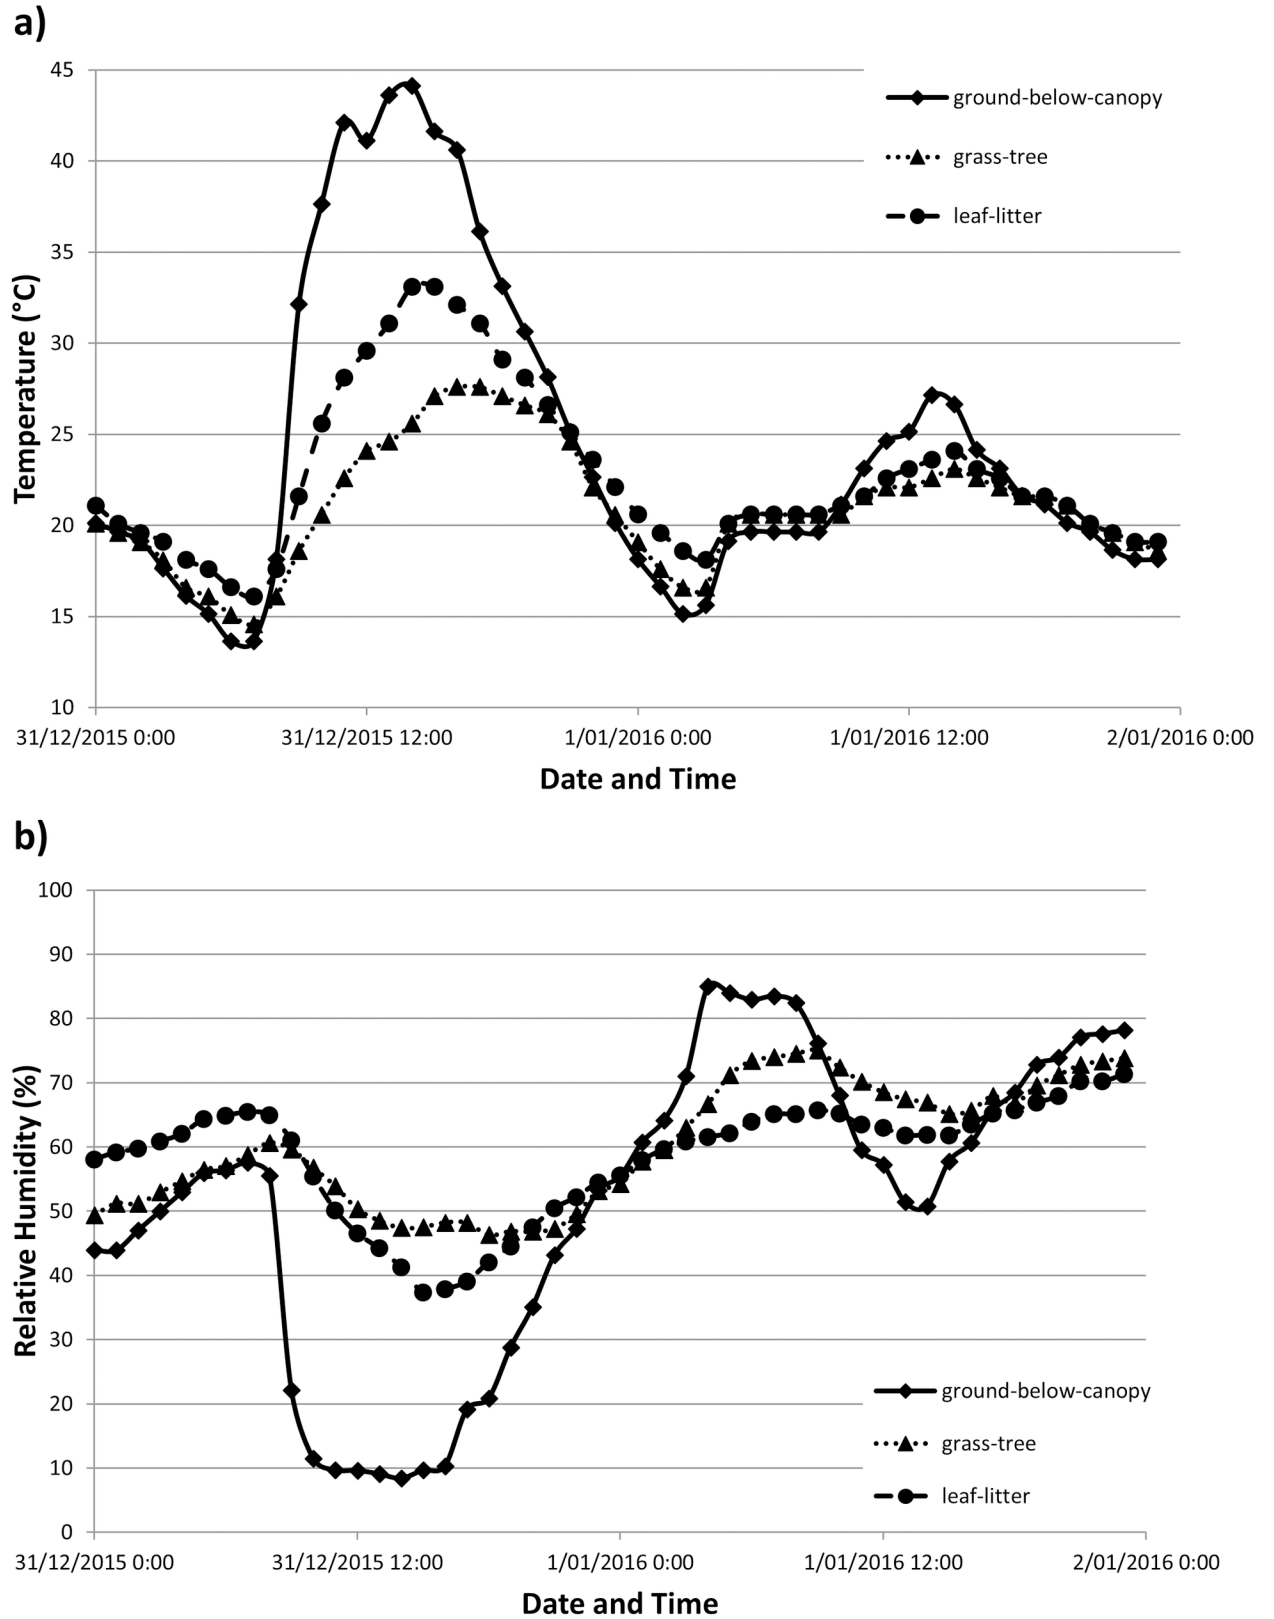 a)
45
ground-below-canopy
grass-tree
40
leaf-litter
35
30
25
20
15
10
Temperature (°C)
31/12/2015 0:00 31/12/2015 12:00 1/01/2016 0:00 1/01/2016 12:00 2/01/2016 0:00
Date and Time
b)
100
90
80
70
60
50
40
30
20
10
0
Relative Humidity (%)
ground-below-canopy
grass-tree
leaf-litter
31/12/2015 0:00 31/12/2015 12:00 1/01/2016 0:00 1/01/2016 12:00 2/01/2016 0:00
Date and Time